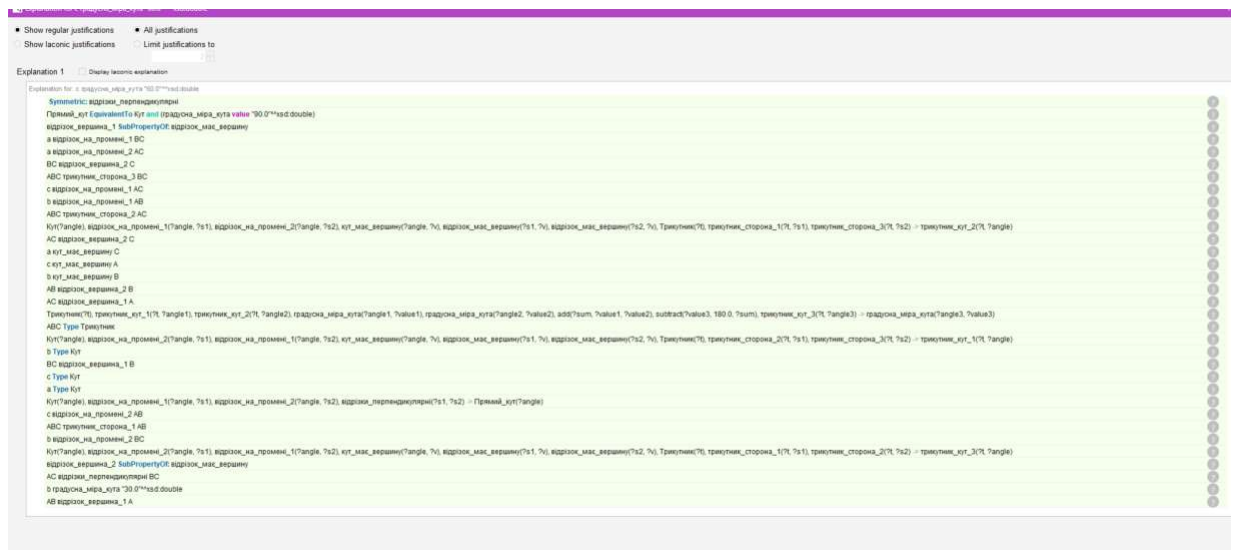 Show regular justifications
All justifications
Show laconic justifications
Limit justifications to
Explanation 1
Display laconic explanation
Explanation for: c градусна_міра_кута "60.0"^^xsd:double
Symmetric: відрізки_перпендикулярні
Прямий_кут EquivalentTo Кут and (градусна_міра_кута value "90.0"^^xsd:double)
відрізок_вершина_1 SubPropertyOf: відрізок_має_вершину
a відрізок_на_промені_1 BC
a відрізок_на_промені_2 AC
BC відрізок_вершина_2 C
ABC трикутник_сторона_3 BC
c відрізок_на_промені_1 AC
b відрізок_на_промені_1 AB
ABC трикутник_сторона_2 AC
Кут(?angle), відрізок_на_промені_1(?angle, ?s1), відрізок_на_промені_2(?angle, ?s2), кут_має_вершину(?angle, ?v), відрізок_має_вершину(?s1, ?v), відрізок_має_вершину(?s2, ?v), Трикутник(?t), трикутник_сторона_1(?t, ?s1), трикутник_сторона_3(?t, ?s2) -> трикутник_кут_2(?t, ?angle)
AC відрізок_вершина_2 C
a кут_має_вершину C
c кут_має_вершину A
b кут_має_вершину B
AB відрізок_вершина_2 B
AC відрізок_вершина_1 A
Трикутник(?t), трикутник_кут_1(?t, ?angle1), трикутник_кут_2(?t, ?angle2), градусна_міра_кута(?angle1, ?value1), градусна_міра_кута(?angle2, ?value2), add(?sum, ?value1, ?value2), subtract(?value3, 180.0, ?sum), трикутник_кут_3(?t, ?angle3) -> градусна_міра_кута(?angle3, ?value3)
ABC Type Трикутник
Кут(?angle), відрізок_на_промені_2(?angle, ?s1), відрізок_на_промені_1(?angle, ?s2), кут_має_вершину(?angle, ?v), відрізок_має_вершину(?s1, ?v), відрізок_має_вершину(?s2, ?v), Трикутник(?t), трикутник_сторона_2(?t, ?s1), трикутник_сторона_3(?t, ?s2) -> трикутник_кут_1(?t, ?angle)
b Type Кут
BC відрізок_вершина_1 B
c Type Кут
a Type Кут
Кут(?angle), відрізок_на_промені_1(?angle, ?s1), відрізок_на_промені_2(?angle, ?s2), відрізки_перпендикулярні(?s1, ?s2) -> Прямий_кут(?angle)
c відрізок_на_промені_2 AB
ABC трикутник_сторона_1 AB
b відрізок_на_промені_2 BC
Кут(?angle), відрізок_на_промені_2(?angle, ?s1), відрізок_на_промені_1(?angle, ?s2), кут_має_вершину(?angle, ?v), відрізок_має_вершину(?s1, ?v), відрізок_має_вершину(?s2, ?v), Трикутник(?t), трикутник_сторона_1(?t, ?s1), трикутник_сторона_2(?t, ?s2) -> трикутник_кут_3(?t, ?angle)
відрізок_вершина_2 SubPropertyOf: відрізок_має_вершину
AC відрізки_перпендикулярні BC
b градусна_міра_кута "30.0"^^xsd:double
AB відрізок_вершина_1 A